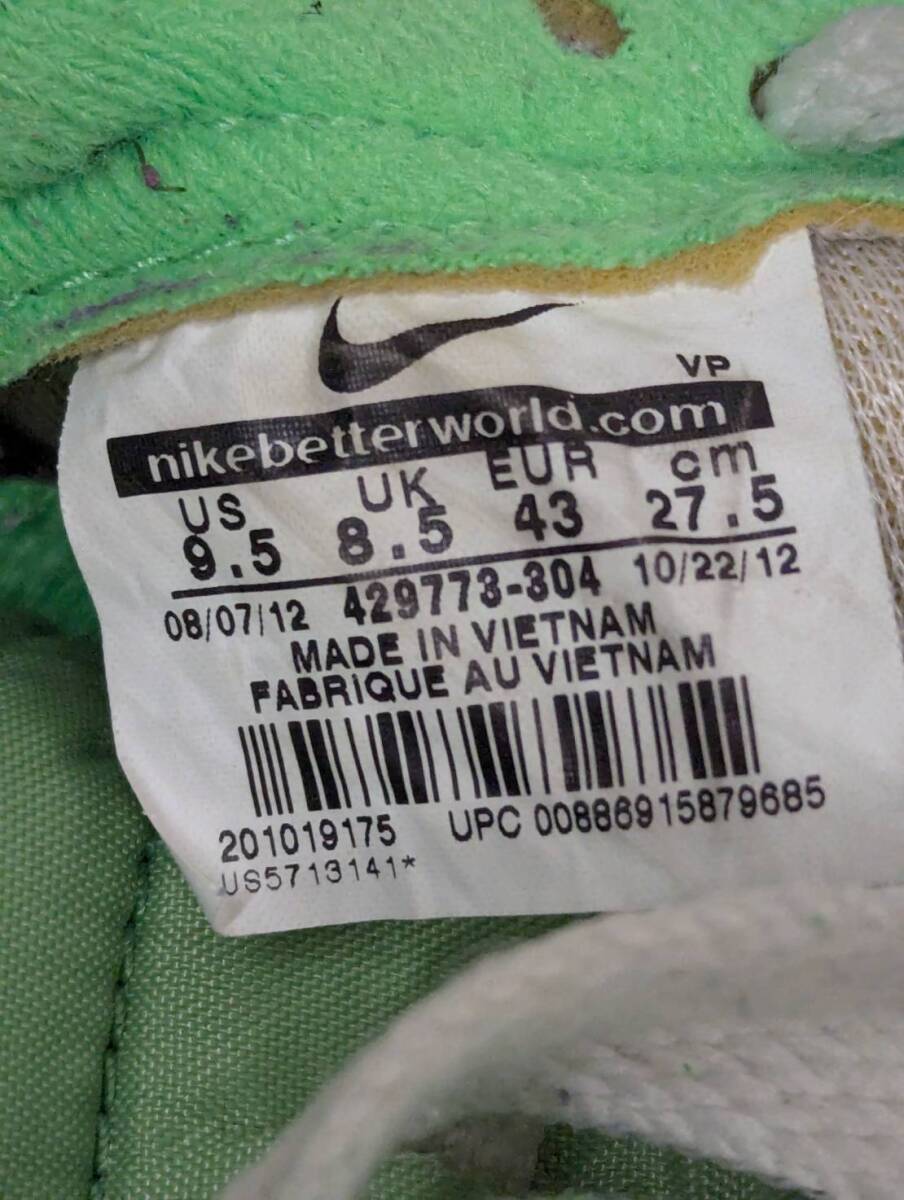 VP
nikebetterworld.com
US UK EUR cm
9.5 8.5 43 27.5
08/07/12 429773-304 10/22/12
MADE IN VIETNAM
FABRIQUE AU VIETNAM
201019175 UPC 00886915879685
US5713141*